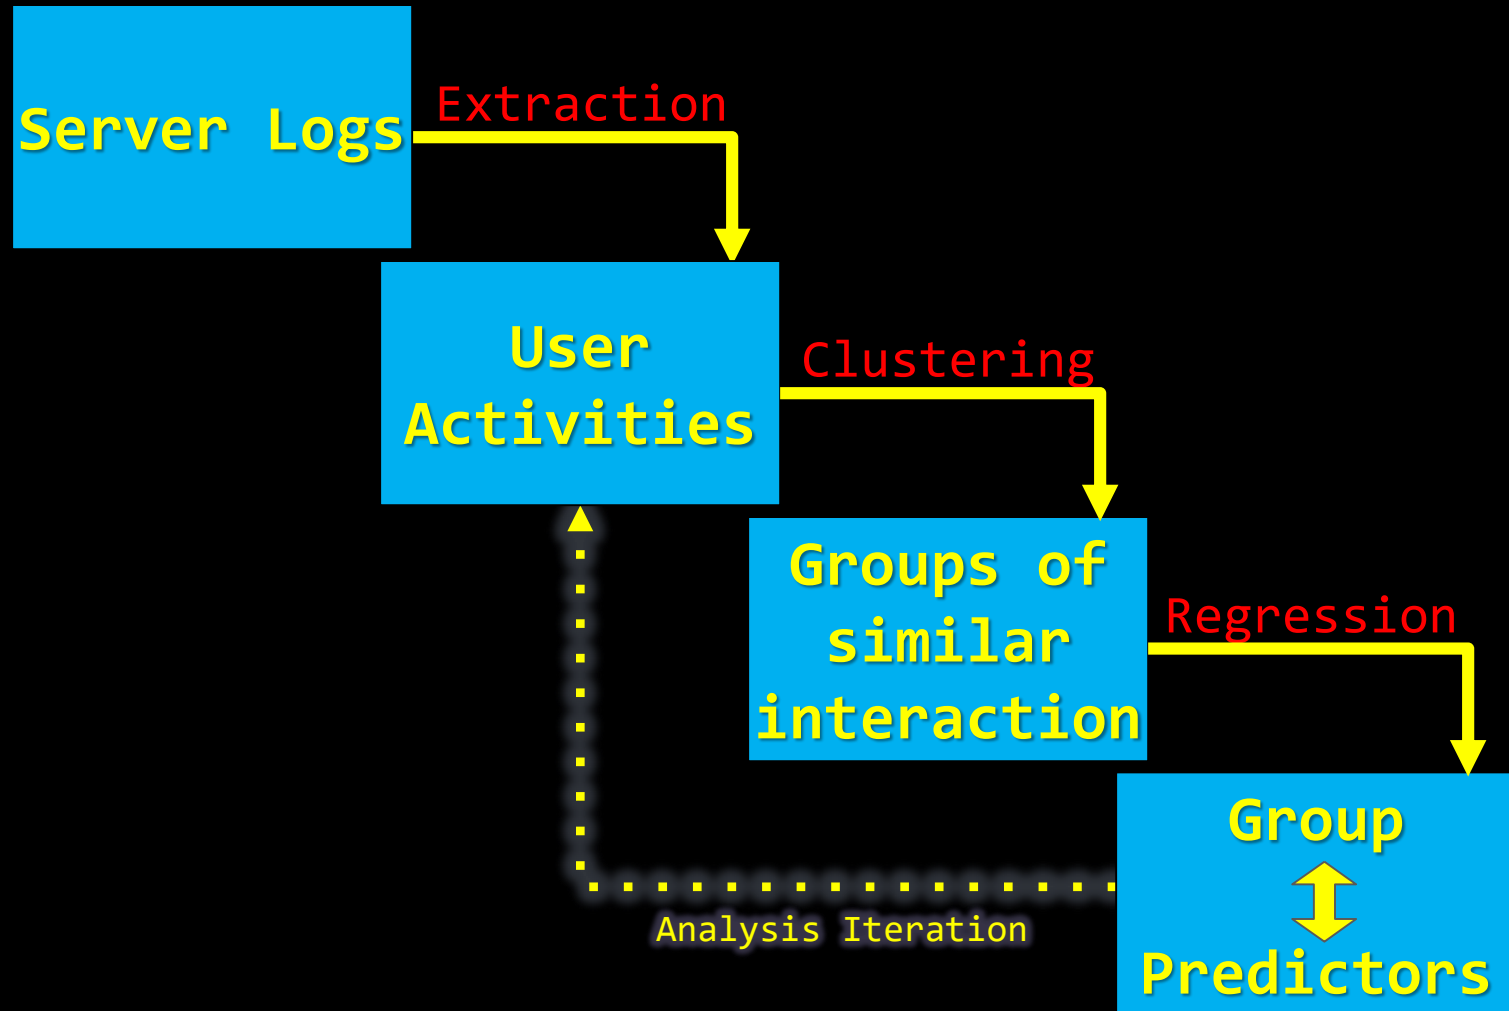 Server Logs
Extraction
User
Activities
Clustering
Groups of
similar
interaction
Regression
Group
Predictors
Analysis Iteration